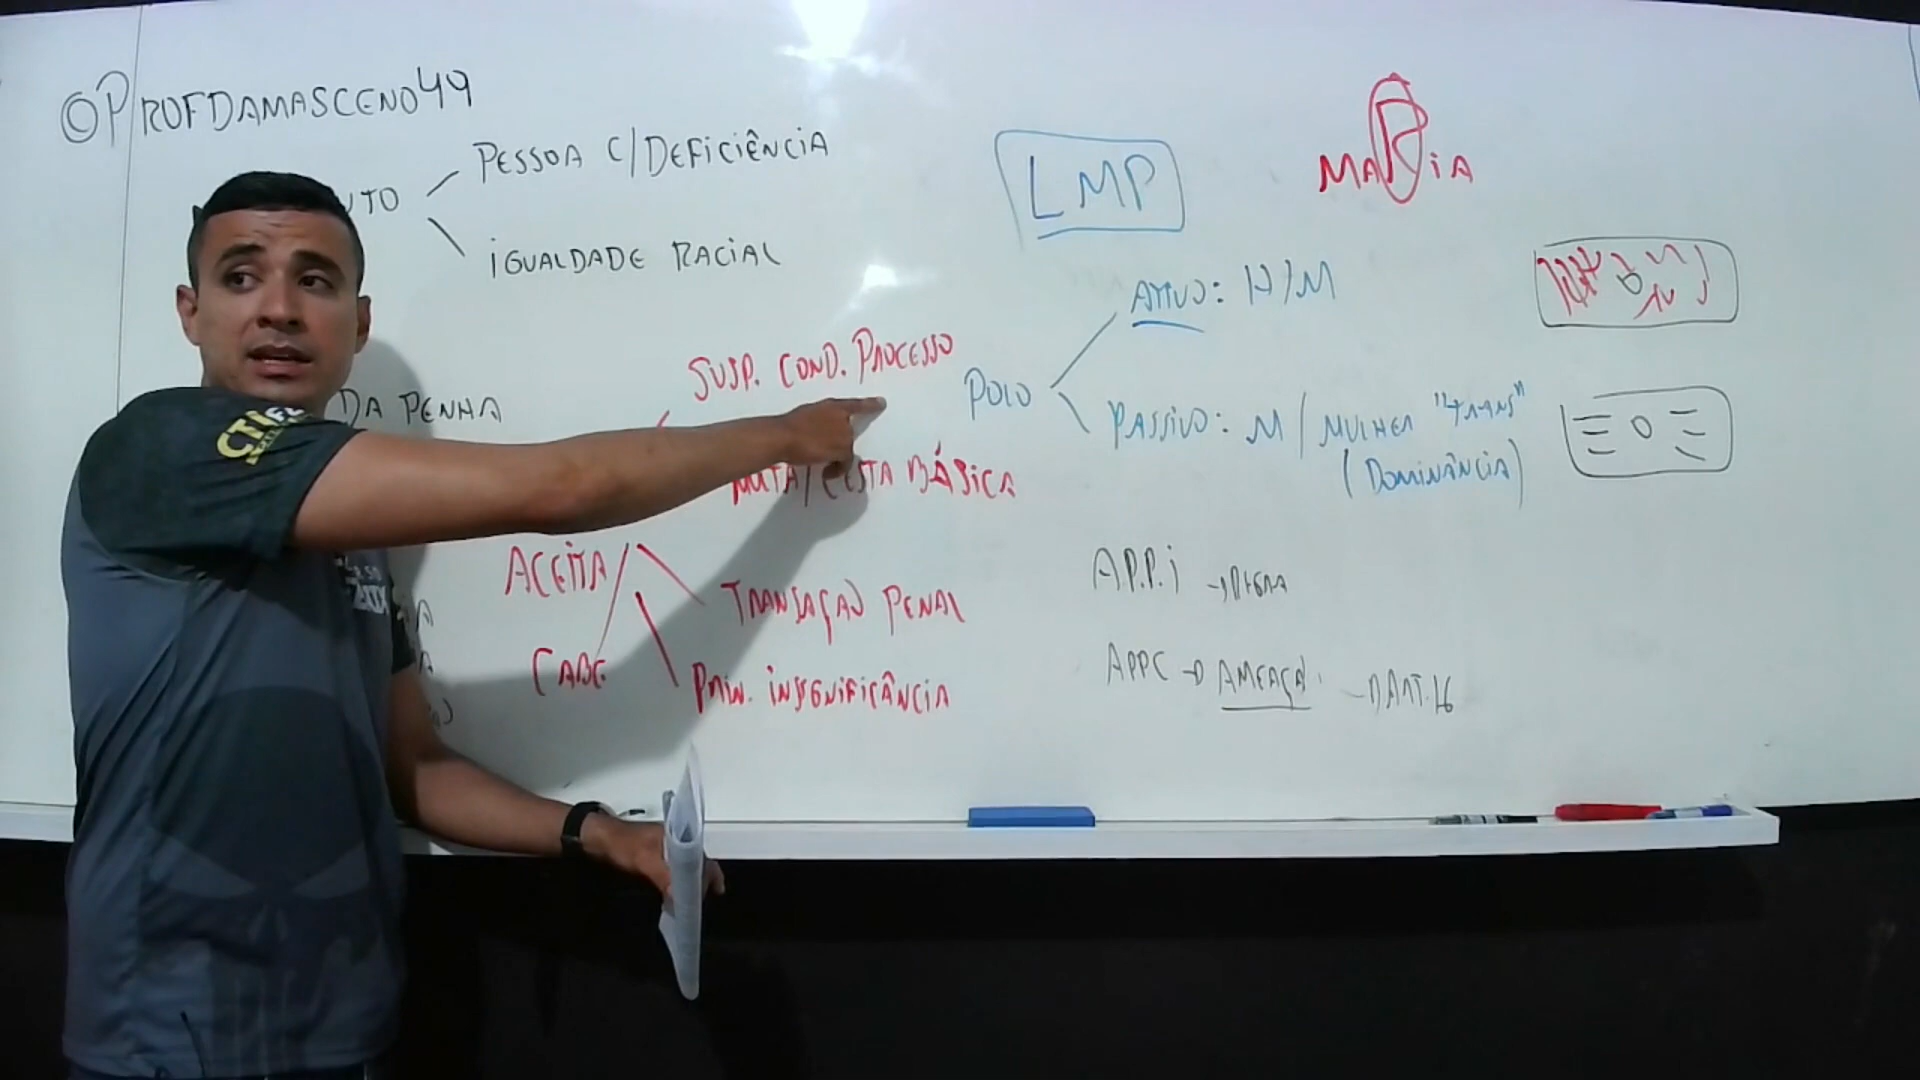 @PROFDAMASCENO49
UTO
PESSOA C/DEFICIÊNCIA
IGUALDADE RACIAL
DA PENHA
SUSP. COND. PROCESSO
MULTA/CESTA BÁSICA
ACEITA
CABE
TRANSAÇÃO PENAL
PRIN. INSIGNIFICÂNCIA
LMP
MARIA
POLO
ATIVO: H/M
PASSIVO: M / MULHER "TRANS"
(DOMINÂNCIA)
A.P.P.i → REGRA
APPC → AMEAÇA → ART. 16